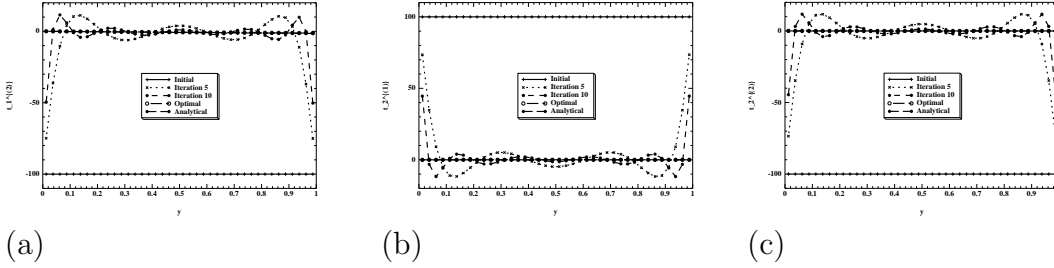 t_1^{(2)}
0
-50
-100
0 0.1 0.2 0.3 0.4 0.5 0.6 0.7 0.8 0.9 1
y
Initial
Iteration 5
Iteration 10
Optimal
Analytical
(a)
t_2^{(1)}
100
50
0
0 0.1 0.2 0.3 0.4 0.5 0.6 0.7 0.8 0.9 1
y
Initial
Iteration 5
Iteration 10
Optimal
Analytical
(b)
t_2^{(2)}
0
-50
-100
0 0.1 0.2 0.3 0.4 0.5 0.6 0.7 0.8 0.9
y
Initial
Iteration 5
Iteration 10
Optimal
Analytical
(c)